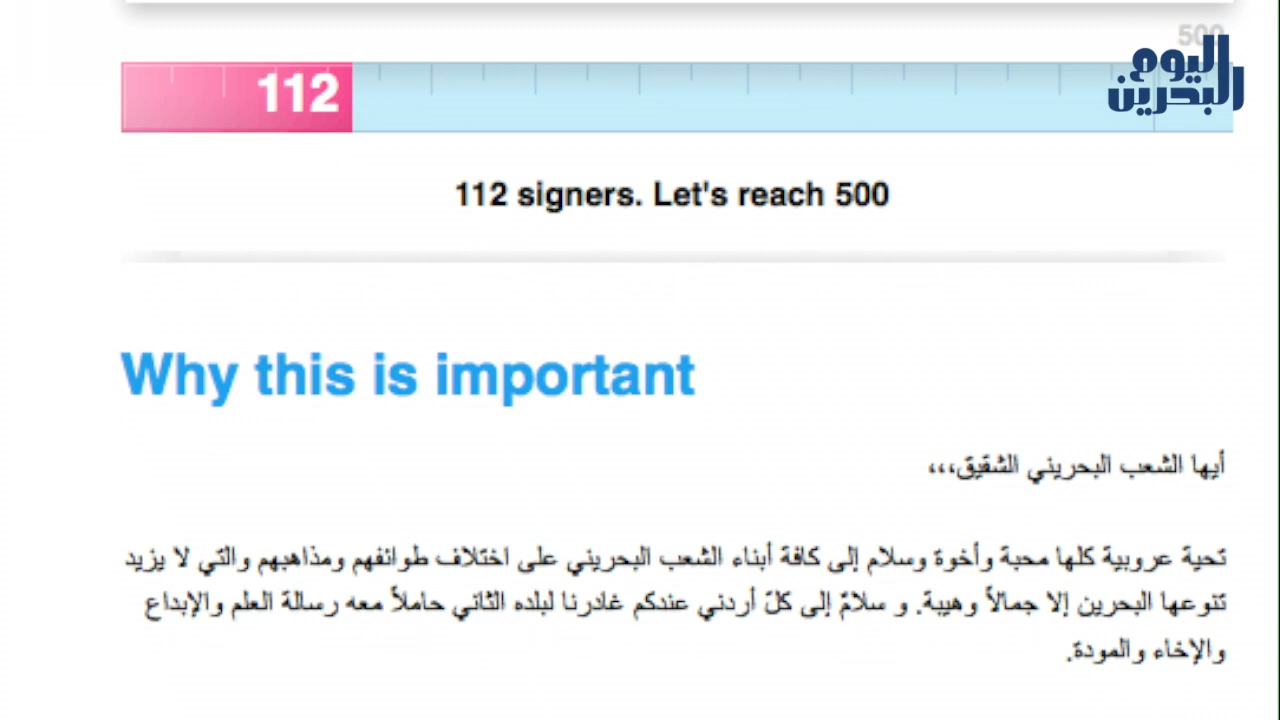 500
اليوم
البحرين
112
112 signers. Let's reach 500
Why this is important
أيها الشعب البحريني الشقيق،،،
تحية عروبية كلها محبة وأخوة وسلام إلى كافة أبناء الشعب البحريني على اختلاف طوائفهم ومذاهبهم والتي لا يزيد
تنوعها البحرين إلا جمالاً وهيبة. و سلامٌ إلى كلّ أردني عندكم غادرنا لبلده الثاني حاملاً معه رسالة العلم والإبداع
والإخاء والمودة.